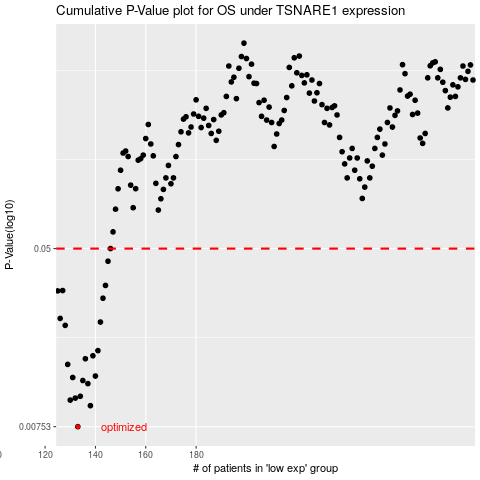 Cumulative P-Value plot for OS under TSNARE1 expression
P-Value(log10)
0.05
0.00753
optimized
0 120 140 160 180
# of patients in 'low exp' group